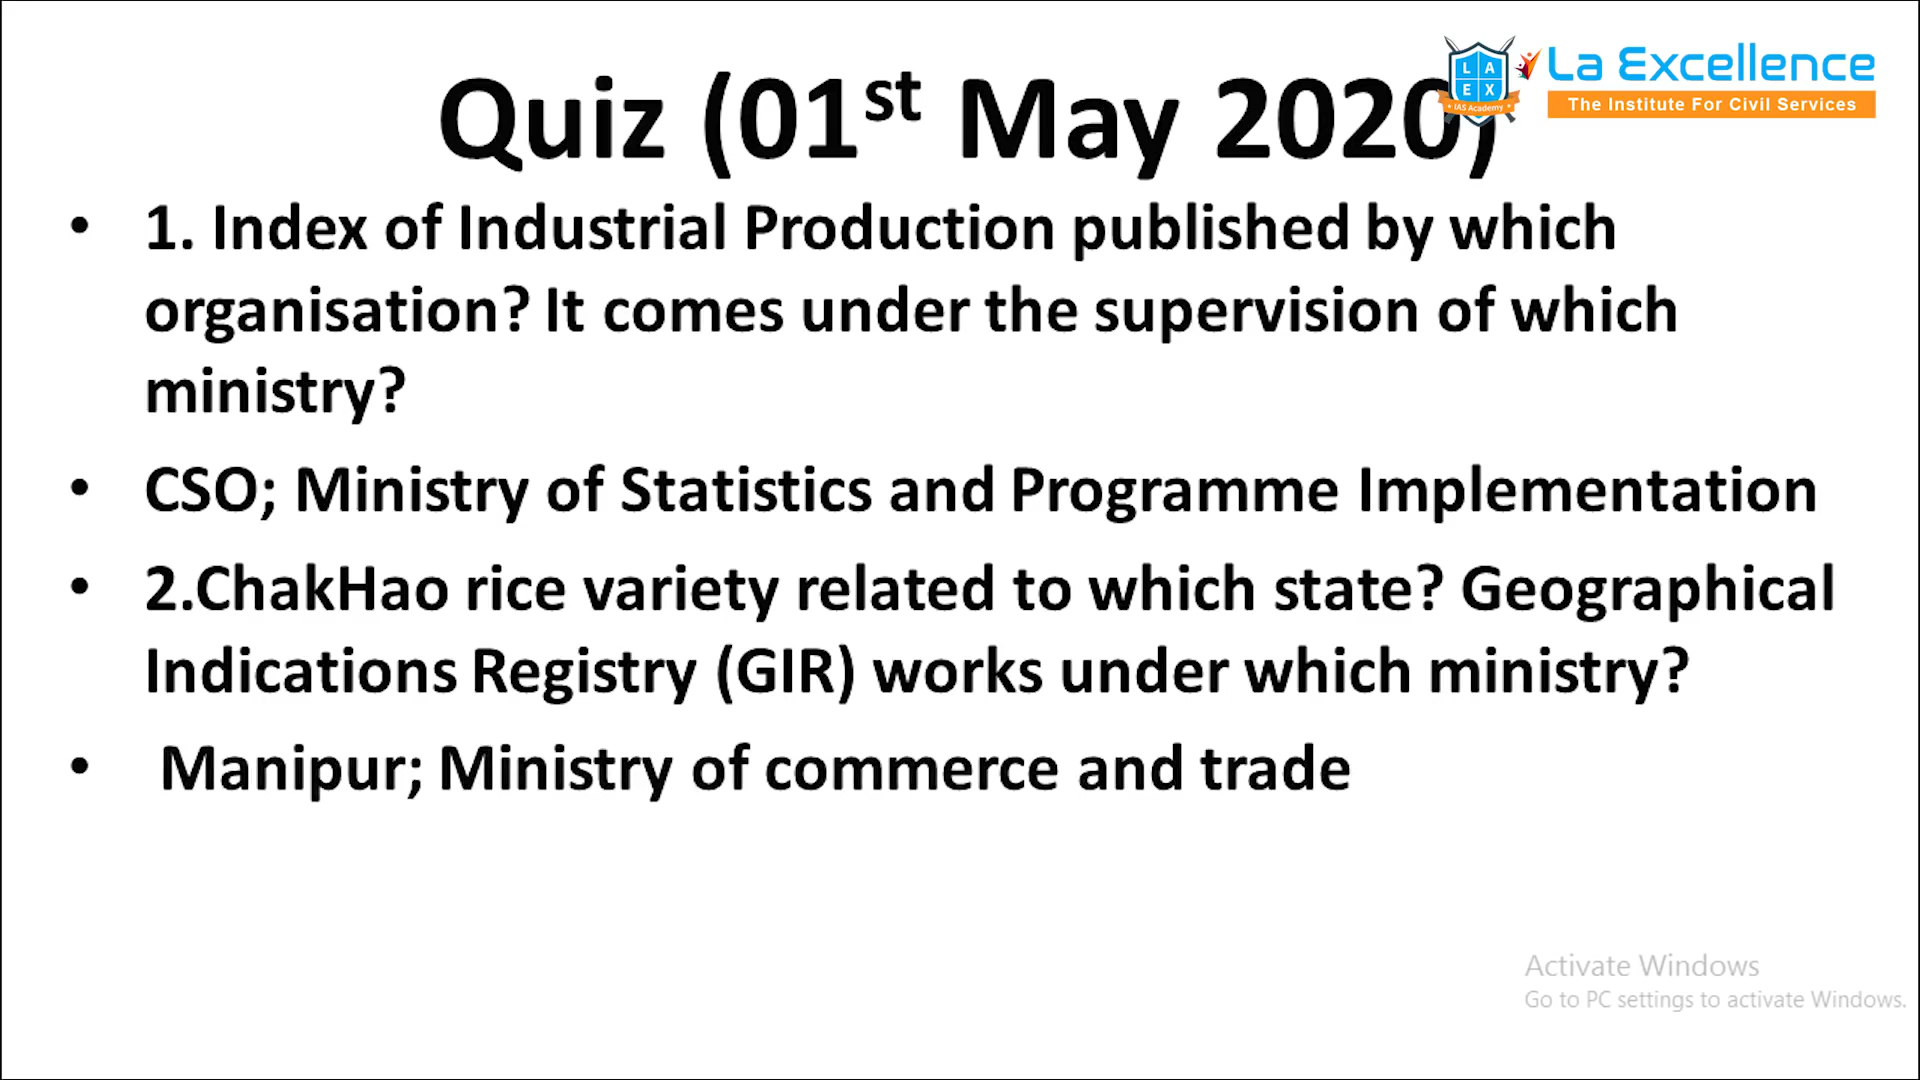 Quiz (01st May 2020)
LA
EX
IAS Academy
La Excellence
The Institute For Civil Services
• 1. Index of Industrial Production published by which
organisation? It comes under the supervision of which
ministry?
• CSO; Ministry of Statistics and Programme Implementation
• 2.ChakHao rice variety related to which state? Geographical
Indications Registry (GIR) works under which ministry?
• Manipur; Ministry of commerce and trade
Activate Windows
Go to PC settings to activate Windows.